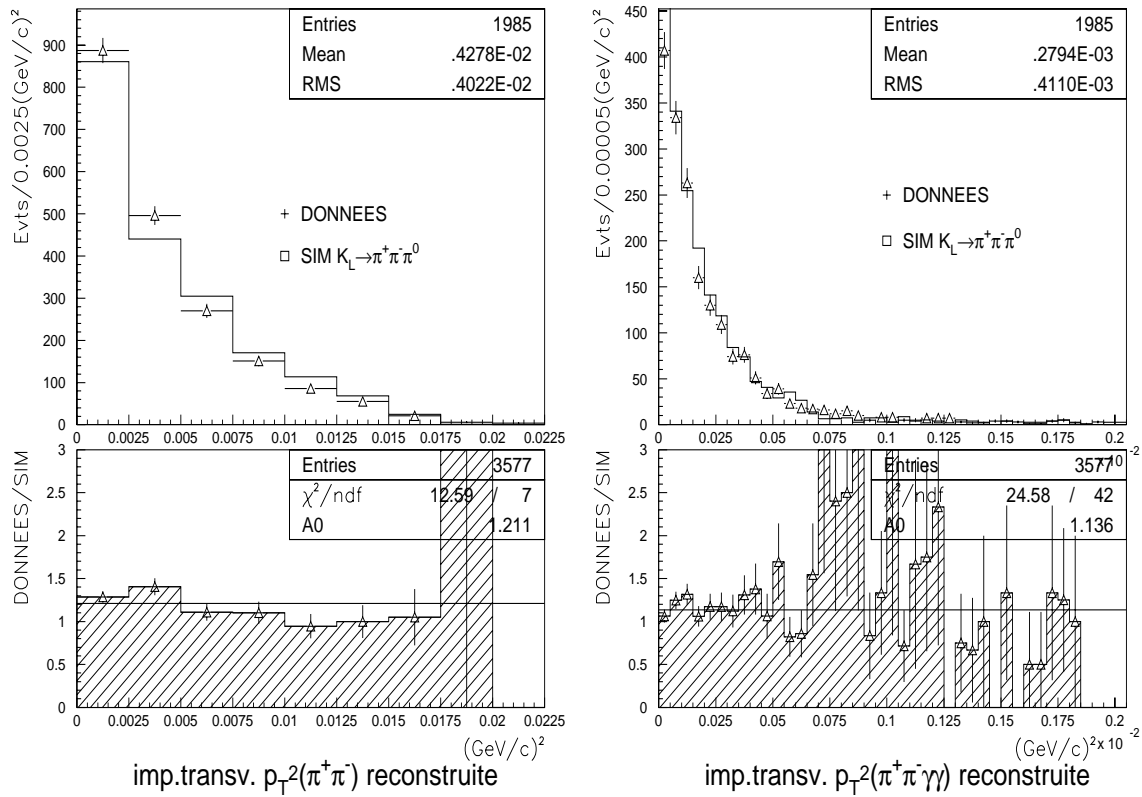 Entries 1985
Mean .4278E-02
RMS .4022E-02
Evts/0.0025(GeV/c)²
900
800
700
600
500
400
300
200
100
0
DONNEES
SIM K_L→π⁺π⁻π⁰
0 0.0025 0.005 0.0075 0.01 0.0125 0.015 0.0175 0.02 0.0225
Entries 1985
Mean .2794E-03
RMS .4110E-03
Evts/0.00005(GeV/c)²
450
400
350
300
250
200
150
100
50
0
DONNEES
SIM K_L→π⁺π⁻π⁰
0 0.025 0.05 0.075 0.1 0.125 0.15 0.175 0.2
Entries 3577
χ²/ndf 12.59 / 7
A0 1.211
DONNEES/SIM
3
2.5
2
1.5
1
0.5
0
0 0.0025 0.005 0.0075 0.01 0.0125 0.015 0.0175 0.02 0.0225
(GeV/c)²
imp.transv. p_T²(π⁺π⁻) reconstruite
-2
Entries 3577
χ²/ndf 24.58 / 42
A0 1.136
DONNEES/SIM
3
2.5
2
1.5
1
0.5
0
0 0.025 0.05 0.075 0.1 0.125 0.15 0.175 0.2
-2
(GeV/c)² x 10
imp.transv. p_T²(π⁺π⁻γγ) reconstruite